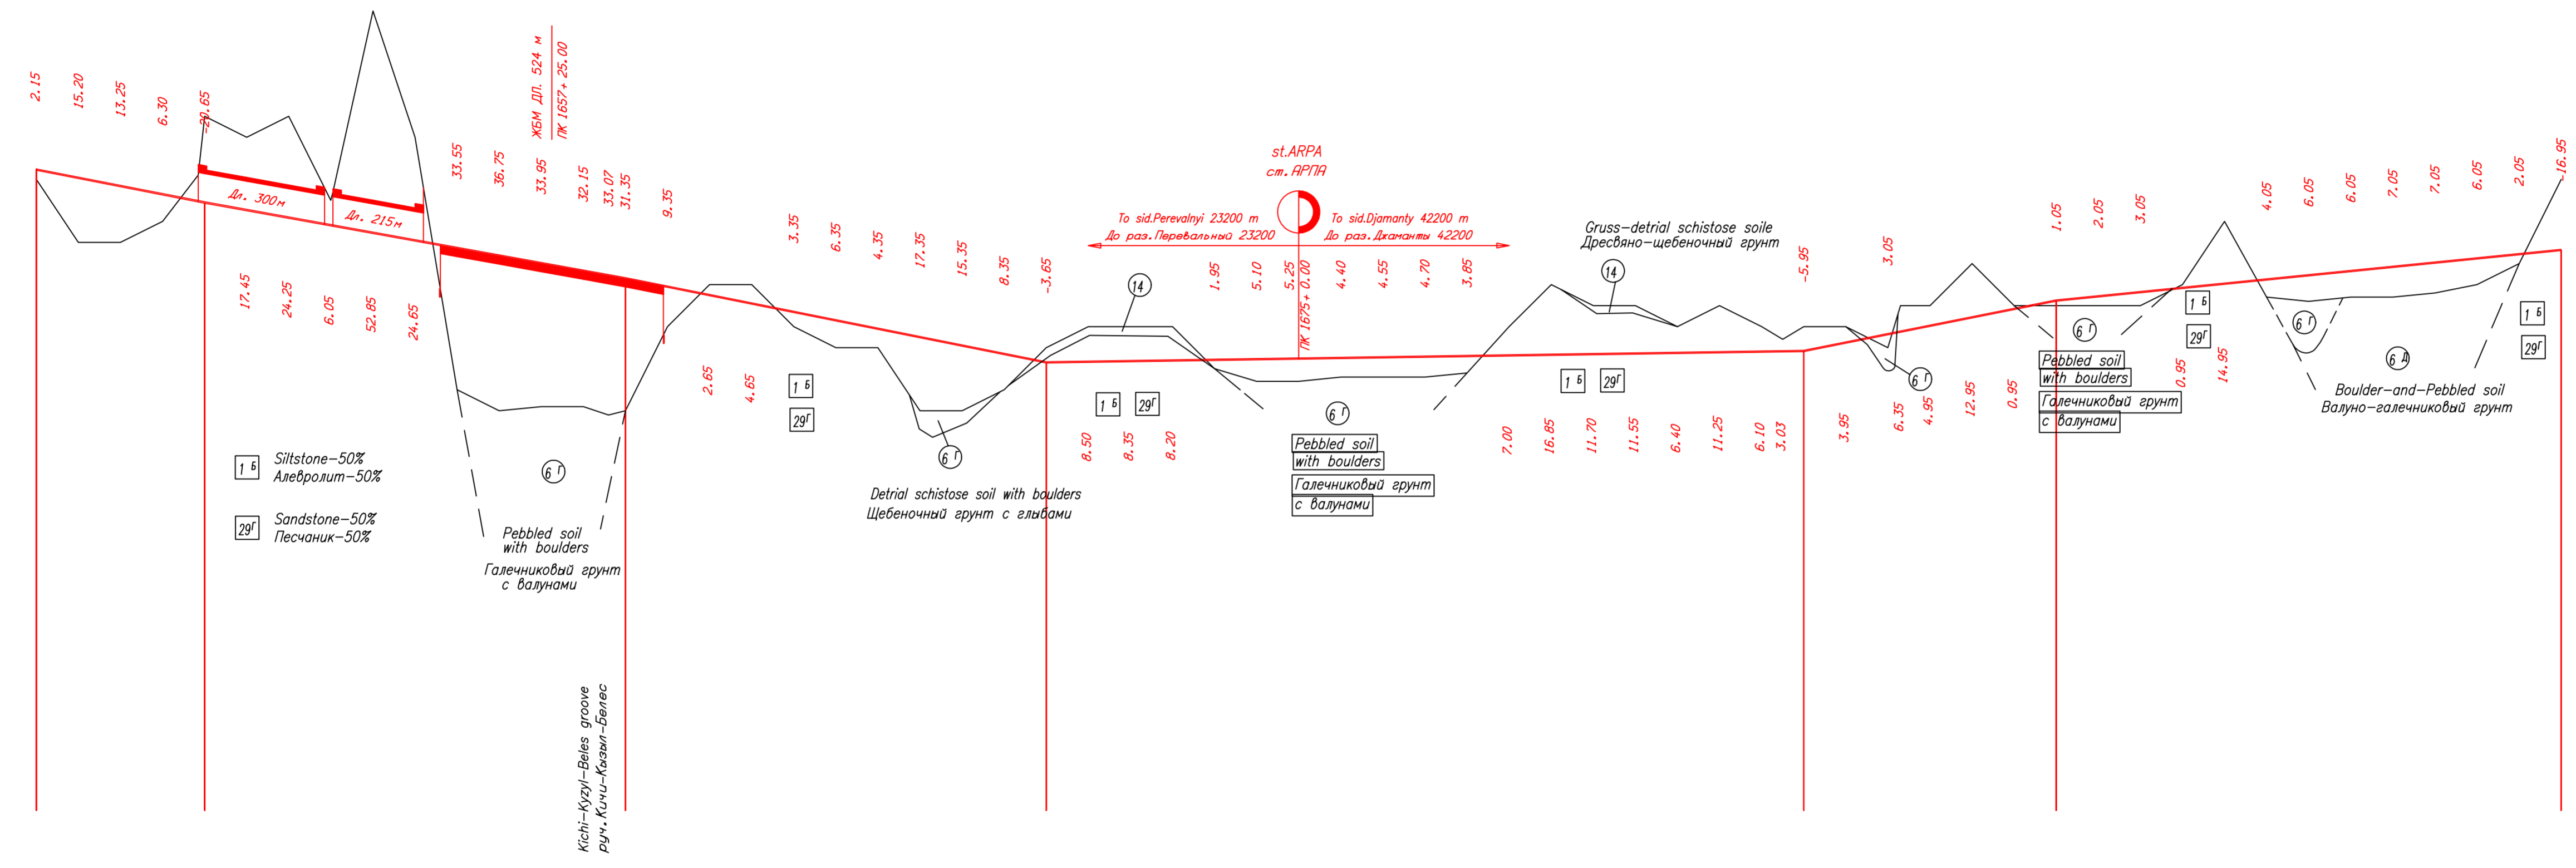 2.15
15.20
13.25
6.30
-20.65
17.45
24.25
6.05
52.85
24.65
33.55
36.75
33.95
32.15
33.07
31.35
9.35
ЖБМ ДЛ. 524 м
ПК 1657+ 25.00
Дл. 300м
Дл. 215м
2.65
4.65
3.35
6.35
4.35
17.35
15.35
8.35
-3.65
8.50
8.35
8.20
1.95
5.10
5.25
ПК 1675+ 0.00
4.40
4.55
4.70
3.85
7.00
16.85
11.70
11.55
6.40
11.25
6.10
3.03
-5.95
3.95
3.05
6.35
4.95
12.95
0.95
1.05
2.05
3.05
0.95
14.95
4.05
6.05
6.05
7.05
7.05
6.05
2.05
-16.95
st.ARPA
ст. АРПА
To sid.Perevalnyi 23200 m
До раз.Перевальный 23200
To sid.Djamanty 42200 m
До раз.Джаманты 42200
Gruss-detrial schistose soile
Дресвяно-щебеночный грунт
14
14
1 Б
Siltstone-50%
Алевролит-50%
29Г
Sandstone-50%
Песчаник-50%
6 Г
Pebbled soil
with boulders
Галечниковый грунт
с валунами
Kichi-Kyzyl-Beles groove
руч.Кичи-Кызыл-Белес
1 Б
29Г
6 Г
Detrial schistose soil with boulders
Щебеночный грунт с глыбами
1 Б
29Г
6 Г
Pebbled soil
with boulders
Галечниковый грунт
с валунами
1 Б
29Г
6 Г
6 Г
Pebbled soil
with boulders
Галечниковый грунт
с валунами
1 Б
29Г
6 Г
6 Д
Boulder-and-Pebbled soil
Валуно-галечниковый грунт
1 Б
29Г